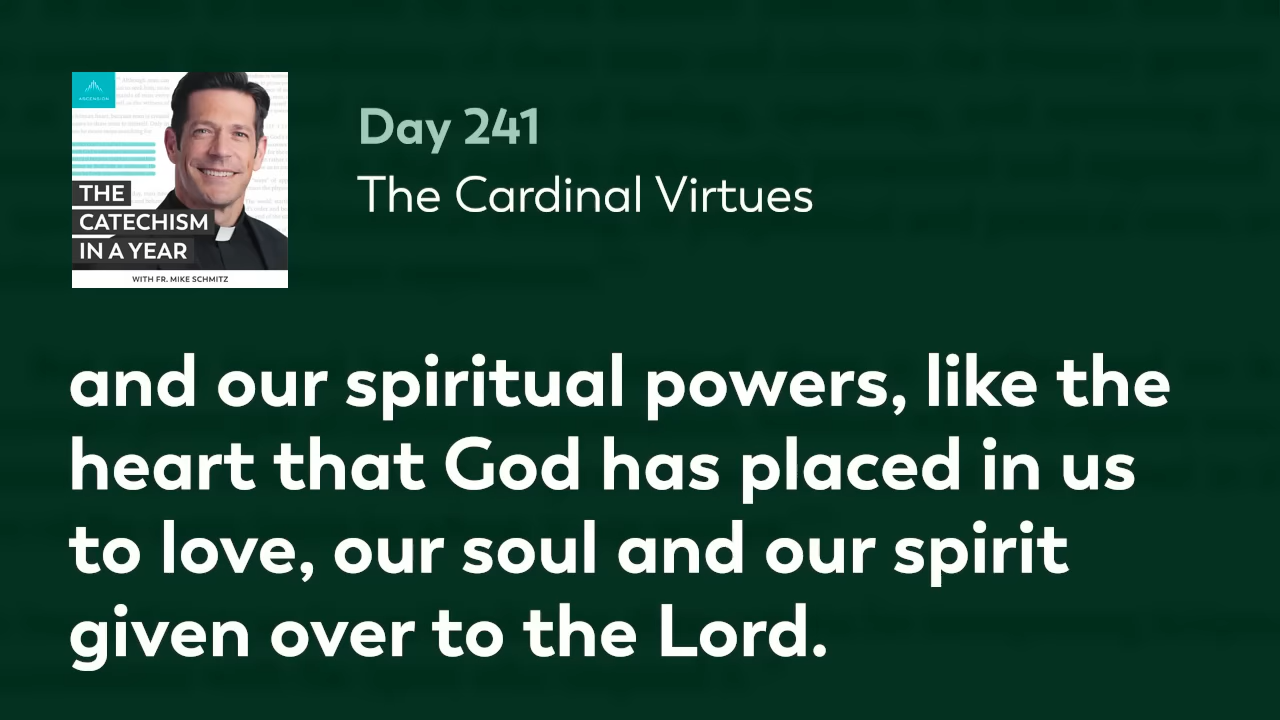 ASCENSION
THE
CATECHISM
IN A YEAR
WITH FR. MIKE SCHMITZ
Day 241
The Cardinal Virtues
and our spiritual powers, like the
heart that God has placed in us
to love, our soul and our spirit
given over to the Lord.